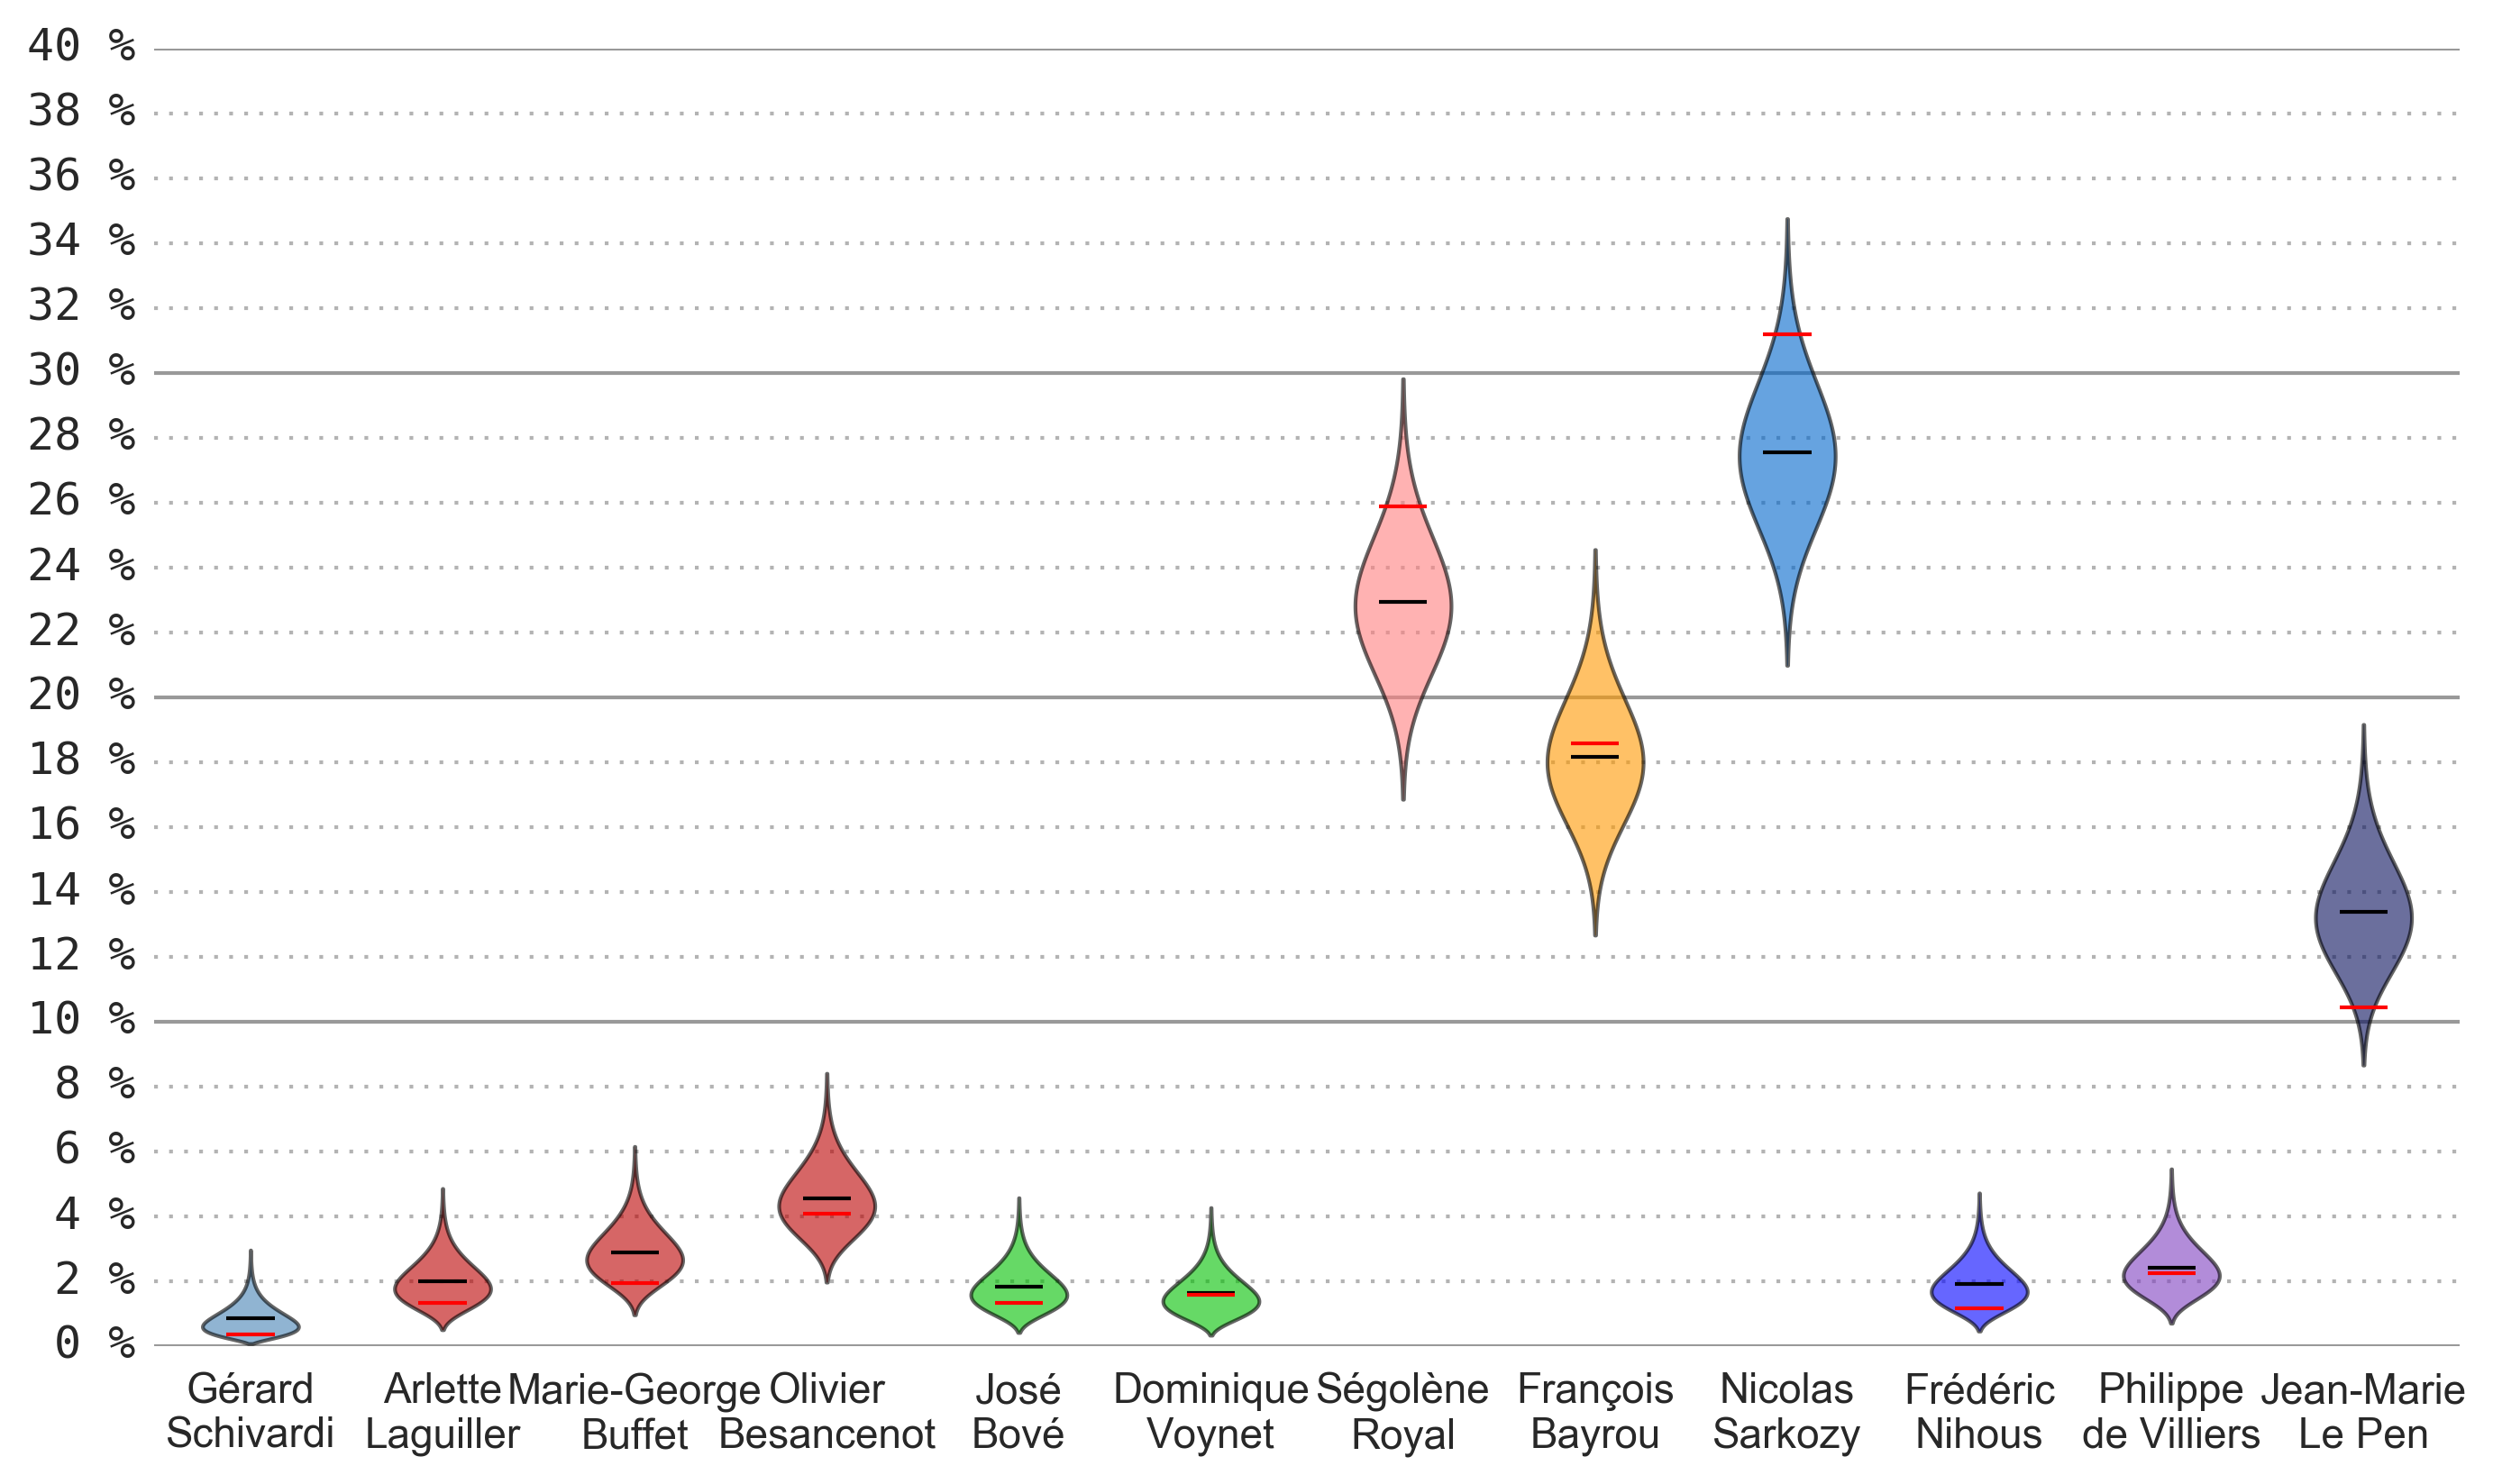 40 %
38 %
36 %
34 %
32 %
30 %
28 %
26 %
24 %
22 %
20 %
18 %
16 %
14 %
12 %
10 %
8 %
6 %
4 %
2 %
0 %
Gérard
Schivardi
Arlette
Laguiller
Marie-George
Buffet
Olivier
Besancenot
José
Bové
Dominique
Voynet
Ségolène
Royal
François
Bayrou
Nicolas
Sarkozy
Frédéric
Nihous
Philippe
de Villiers
Jean-Marie
Le Pen